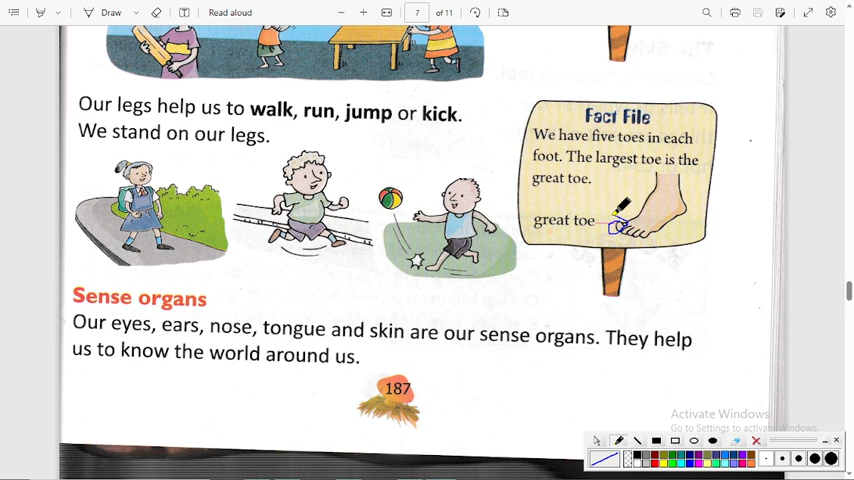 Draw
Read aloud
7
of 11
Our legs help us to walk, run, jump or kick.
We stand on our legs.
Fact File
We have five toes in each
foot. The largest toe is the
great toe.
great toe
Sense organs
Our eyes, ears, nose, tongue and skin are our sense organs. They help
us to know the world around us.
187
Activate Windows
Go to Settings to activate Windows.